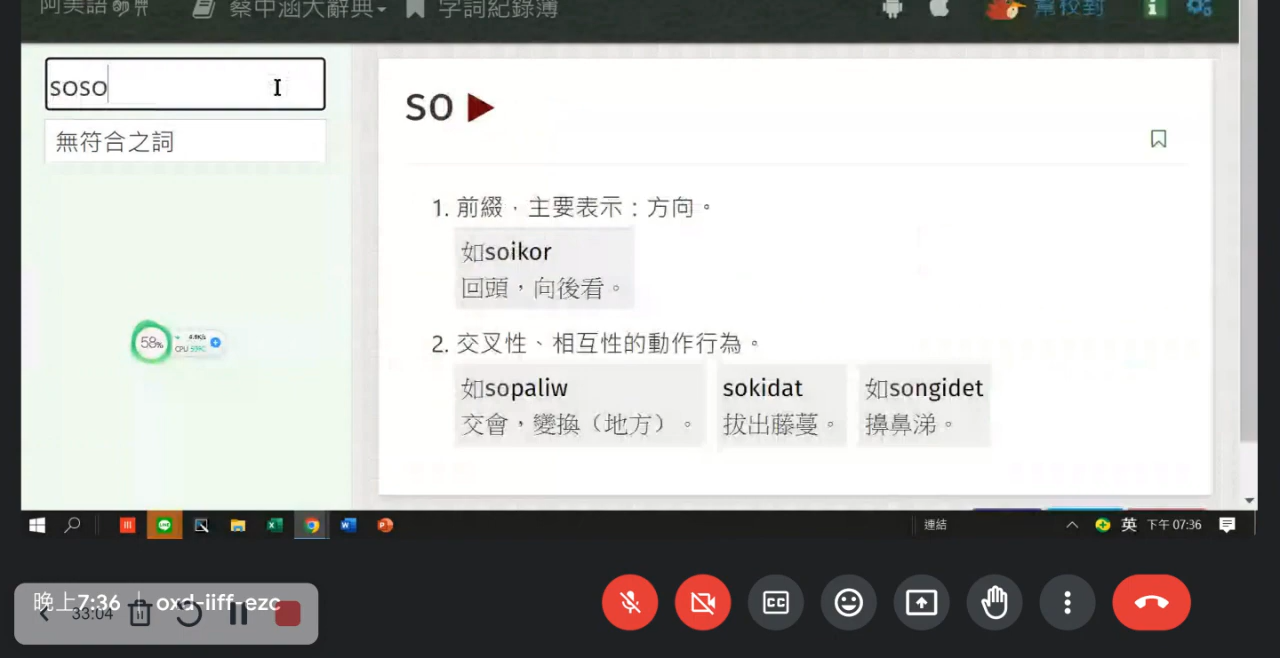 阿美語萌典 蔡中涵大辭典 字詞紀錄簿 幫校對
soso
無符合之詞
so
1. 前綴，主要表示：方向。
如soikor
回頭，向後看。
2. 交叉性、相互性的動作行為。
如sopaliw sokidat 如songidet
交會，變換（地方）。 拔出藤蔓。 擤鼻涕。
58%
CPU
連結 英 下午 07:36
晚上7:36 | oxd-iiff-ezc
33:04
CC